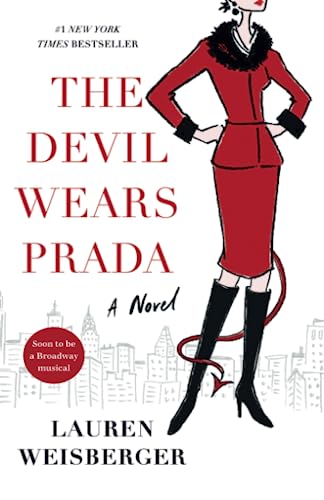 #1 NEW YORK
TIMES BESTSELLER
THE
DEVIL
WEARS
PRADA
A Novel
Soon to be
a Broadway
musical
LAUREN
WEISBERGER